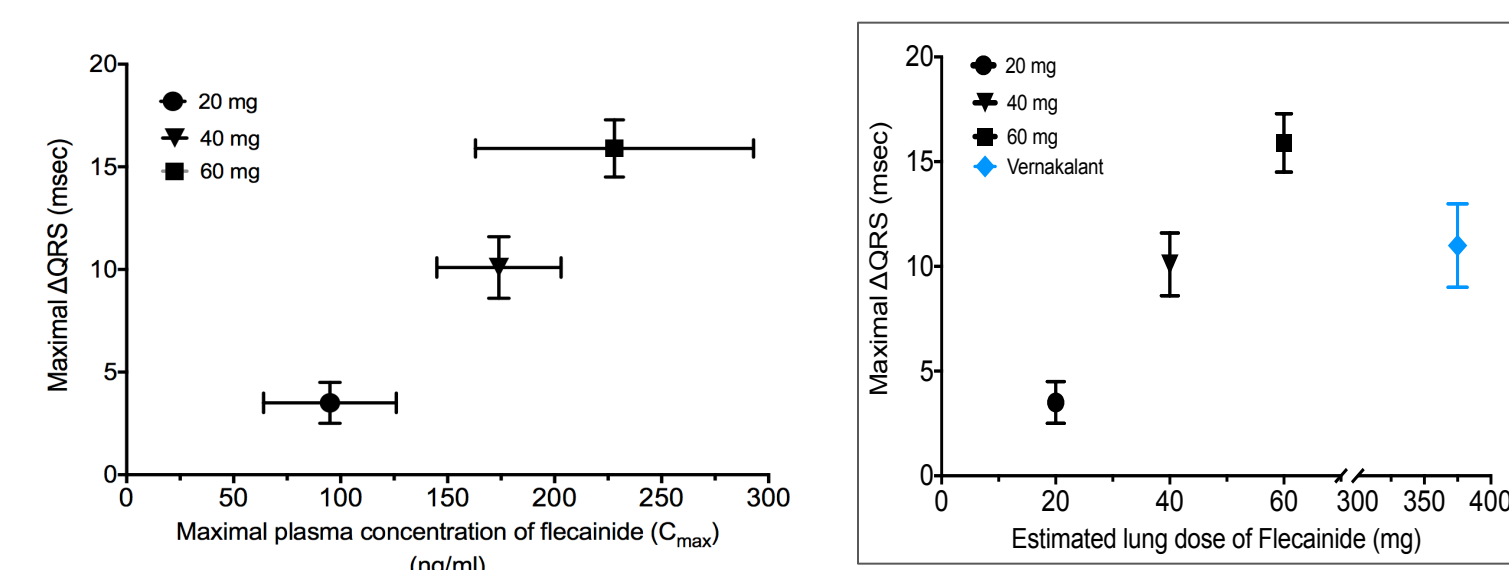 20
20 mg
40 mg
60 mg
15
10
5
0
0 50 100 150 200 250 300
Maximal ΔQRS (msec)
Maximal plasma concentration of flecainide (Cmax)
(ng/ml)
20
20 mg
40 mg
60 mg
Vernakalant
15
10
5
0
0 20 40 60 300 350 400
Maximal ΔQRS (msec)
Estimated lung dose of Flecainide (mg)